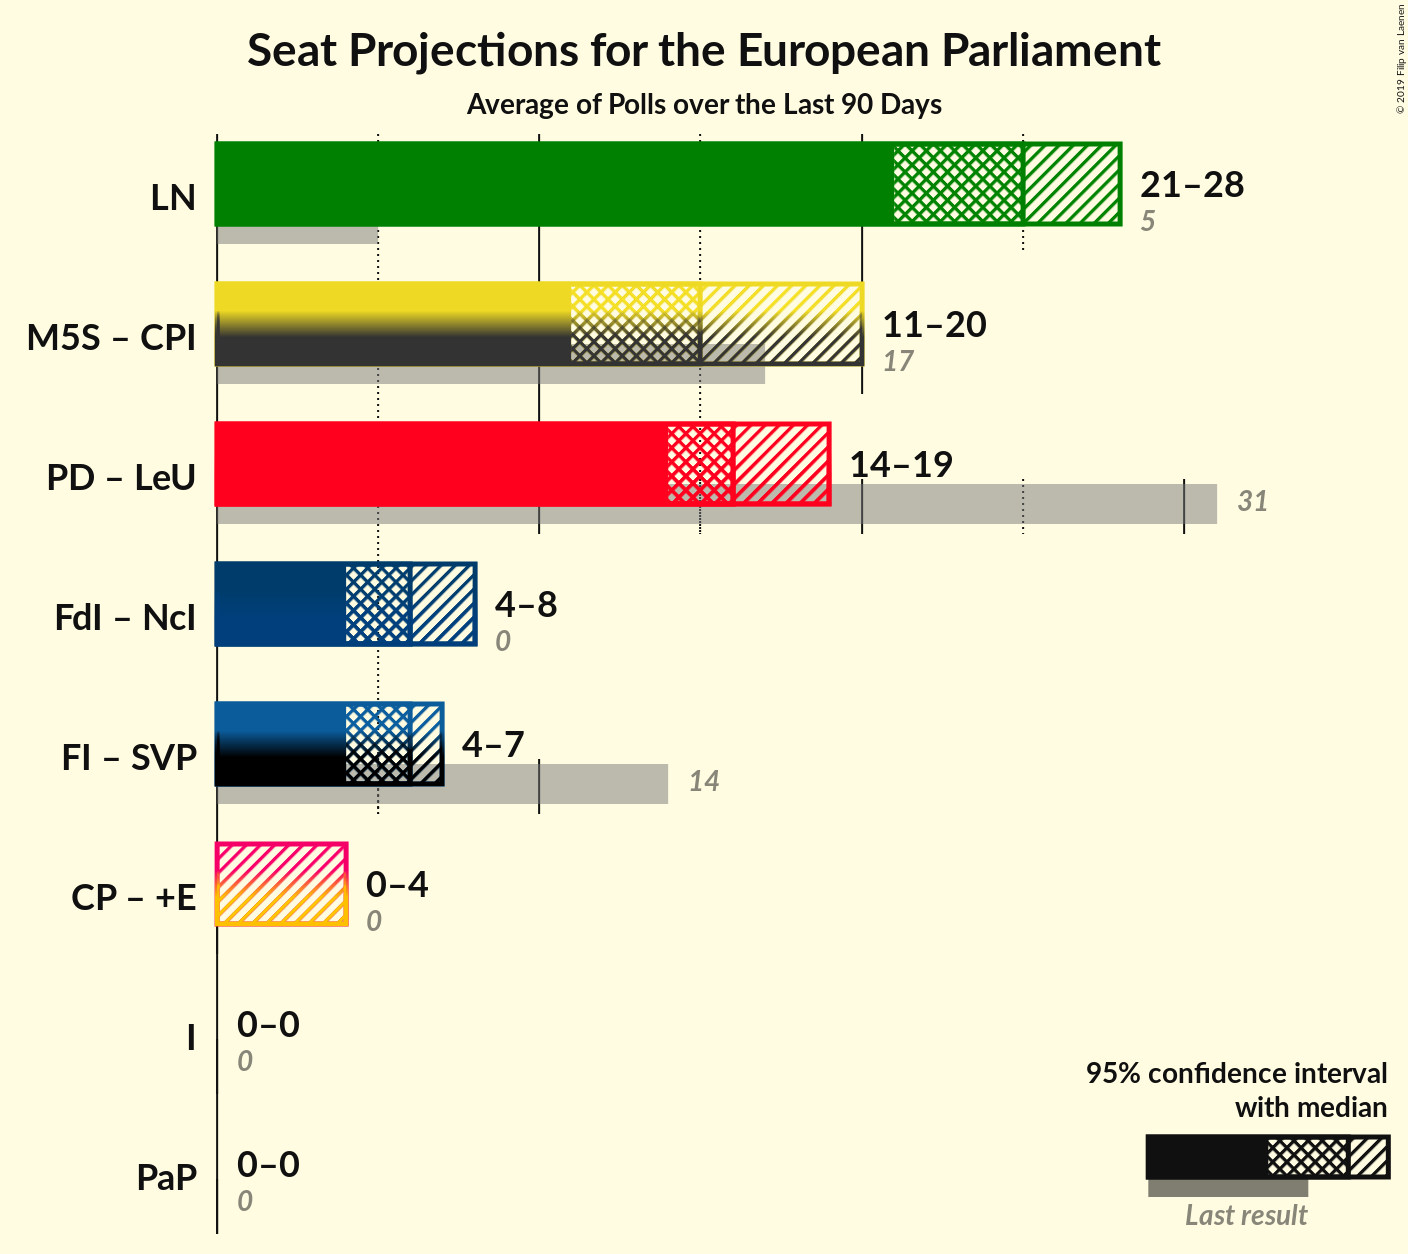 Seat Projections for the European Parliament
Average of Polls over the Last 90 Days
© 2019 Filip van Laenen
LN
21–28
5
M5S – CPI
11–20
17
PD – LeU
14–19
31
FdI – NcI
4–8
0
FI – SVP
4–7
14
CP – +E
0–4
0
I
0–0
0
PaP
0–0
0
95% confidence interval
with median
Last result